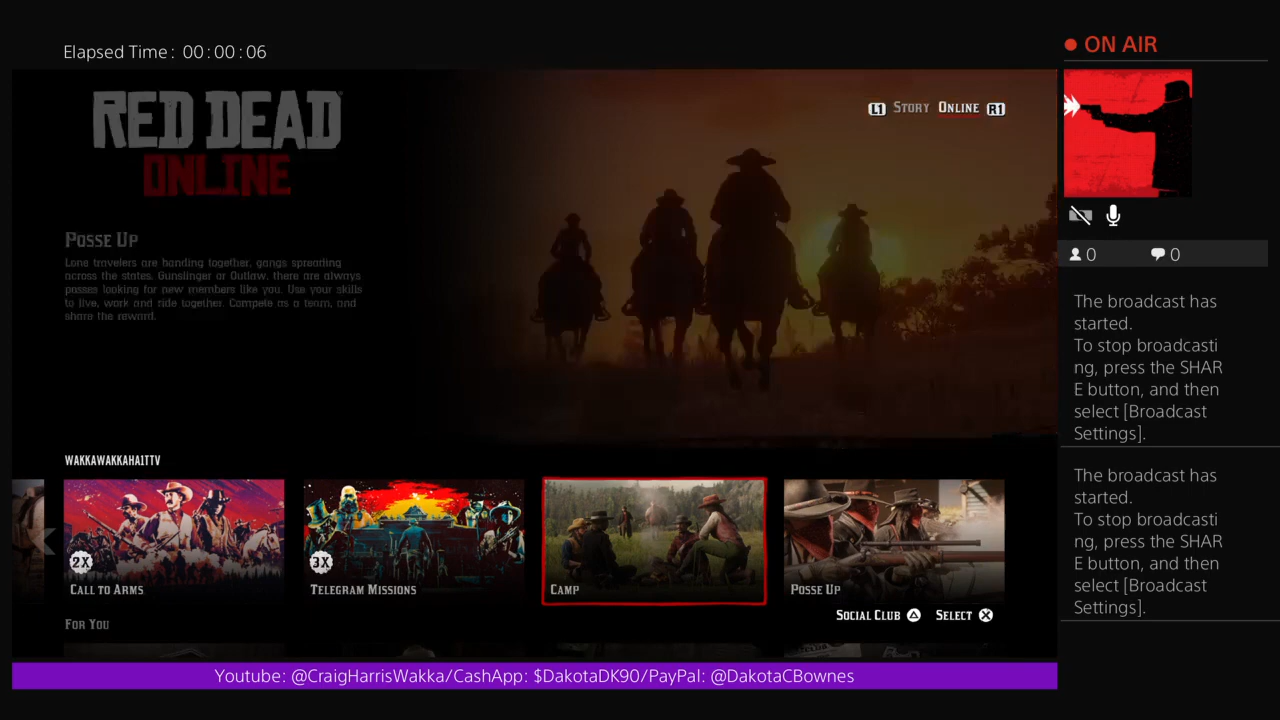 Elapsed Time: 00:00:06
ON AIR
RED DEAD
ONLINE
L1 STORY ONLINE R1
POSSE UP
Lone travelers are banding together, gangs spreading
across the states. Gunslinger or Outlaw, there are always
posses looking for new members like you. Use your skills
to live, work and ride together. Compete as a team, and
share the reward.
0 0
The broadcast has
started.
To stop broadcasti
ng, press the SHAR
E button, and then
select [Broadcast
Settings].
WAKKAWAKKAHA1TTV
2X
CALL TO ARMS
3X
TELEGRAM MISSIONS
CAMP
POSSE UP
SOCIAL CLUB SELECT
FOR YOU
The broadcast has
started.
To stop broadcasti
ng, press the SHAR
E button, and then
select [Broadcast
Settings].
Youtube: @CraigHarrisWakka/CashApp: $DakotaDK90/PayPal: @DakotaCBownes